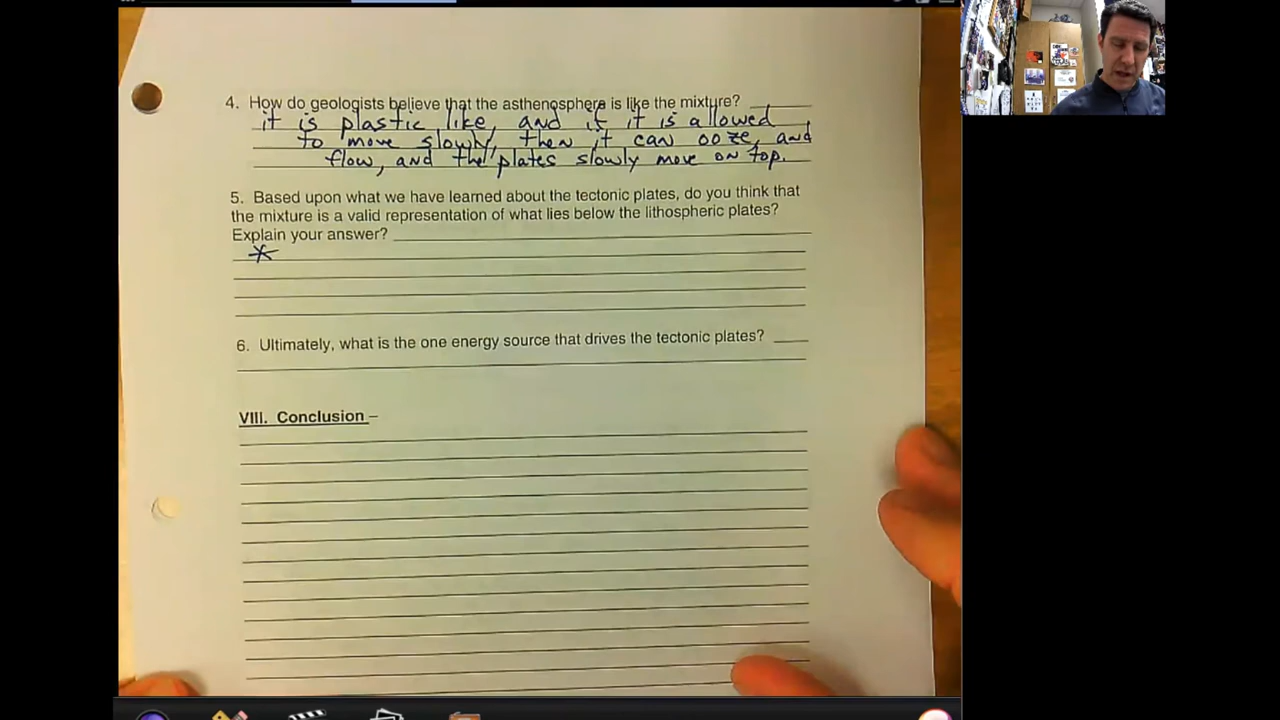 4. How do geologists believe that the asthenosphere is like the mixture?
it is plastic like, and if it is allowed
to move slowly, then it can ooze, and
flow, and the plates slowly move on top.
5. Based upon what we have learned about the tectonic plates, do you think that
the mixture is a valid representation of what lies below the lithospheric plates?
Explain your answer?
*
6. Ultimately, what is the one energy source that drives the tectonic plates?
VIII. Conclusion –